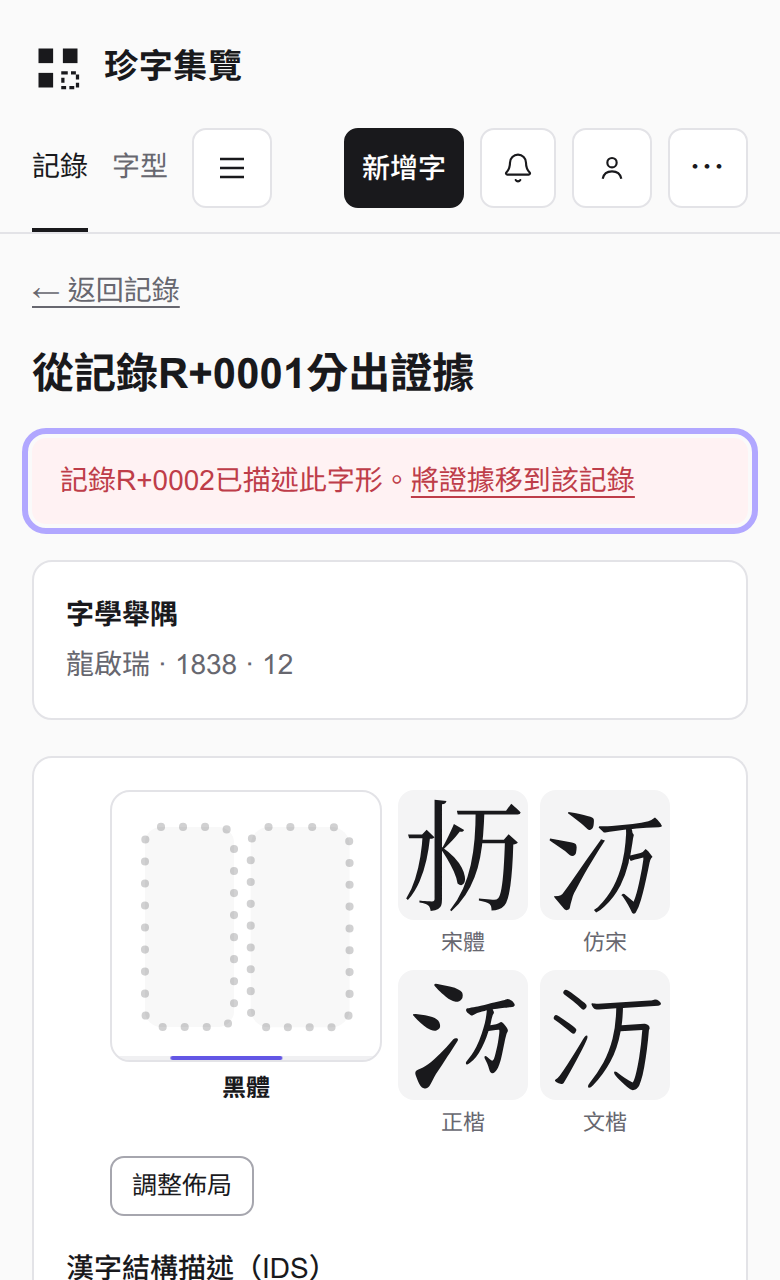 珍字集覽
記錄 字型 新增字
← 返回記錄
從記錄R+0001分出證據
記錄R+0002已描述此字形。將證據移到該記錄
字學舉隅
龍啟瑞 · 1838 · 12
宋體 仿宋
黑體
正楷 文楷
調整佈局
漢字結構描述（IDS）